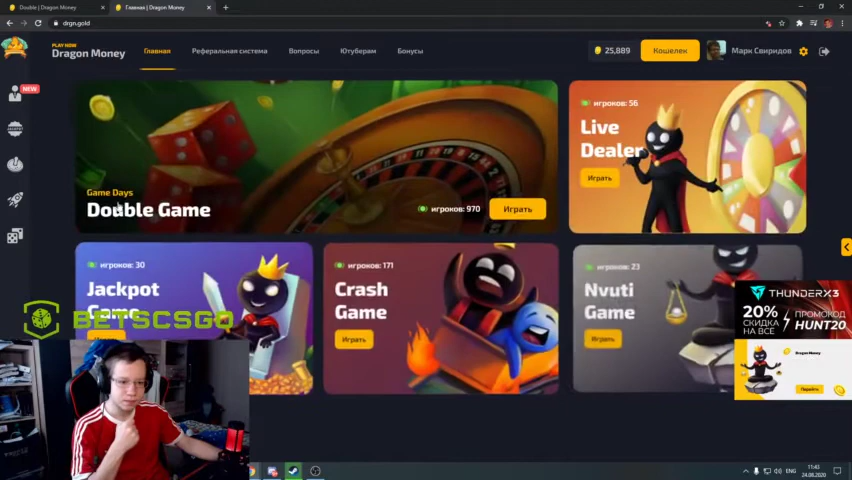 Double | Dragon Money
Главная | Dragon Money
drgn.gold
PLAY NOW
Dragon Money
Главная
Реферальная система
Вопросы
Ютуберам
Бонусы
25,889
Кошелек
Марк Свиридов
NEW
Game Days
Double Game
игроков: 970
Играть
игроков: 56
Live
Dealer
Играть
игроков: 30
Jackpot
Game
игроков: 171
Crash
Game
Играть
игроков: 23
Nvuti
Game
Играть
BETSCSGO
THUNDERX3
20%
СКИДКА
НА ВСЕ
ПРОМОКОД
HUNT20
DragonMoney
Перейти
11:43
24.08.2020